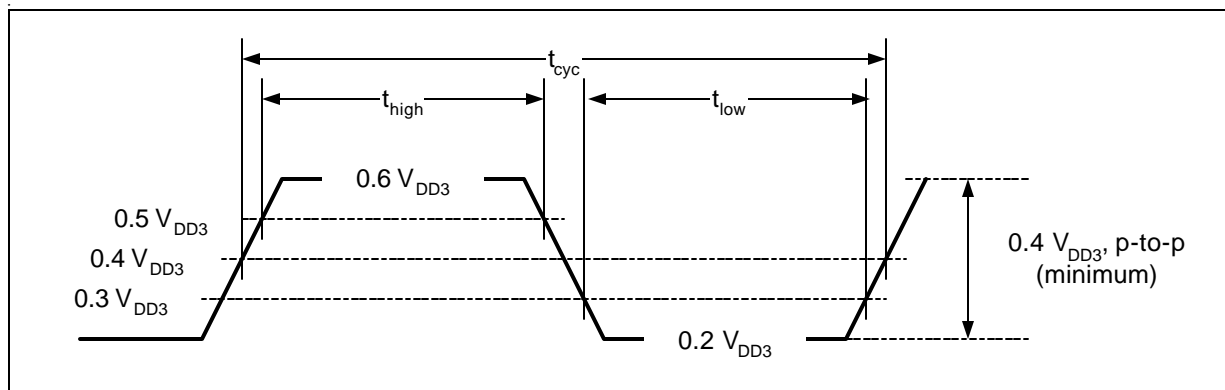 t_cyc
t_high
t_low
0.6 V_DD3
0.5 V_DD3
0.4 V_DD3
0.3 V_DD3
0.2 V_DD3
0.4 V_DD3, p-to-p
(minimum)